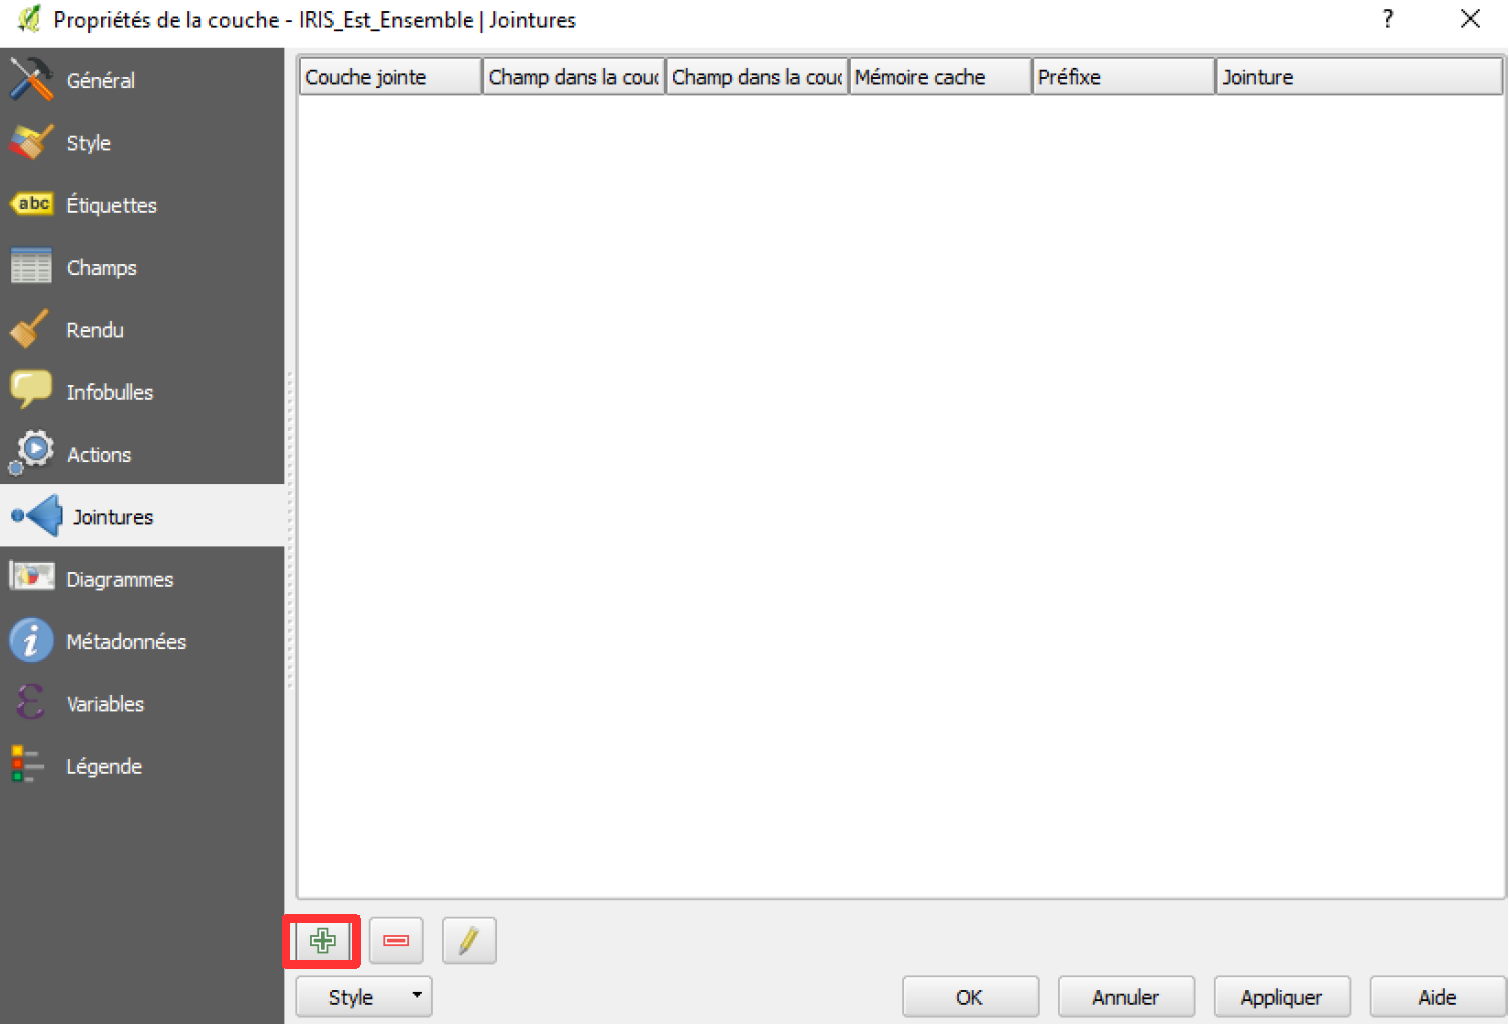 Propriétés de la couche - IRIS_Est_Ensemble | Jointures ?
Général
Style
abc Étiquettes
Champs
Rendu
Infobulles
Actions
Jointures
Diagrammes
Métadonnées
Variables
Légende
Couche jointe Champ dans la couc Champ dans la couc Mémoire cache Préfixe Jointure
Style OK Annuler Appliquer Aide